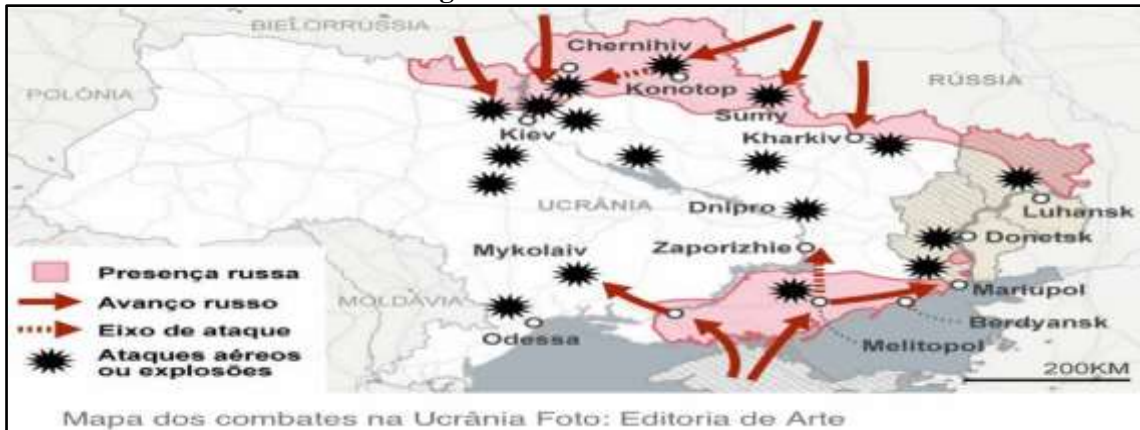 BIELORRÚSSIA
Chernihiv
RÚSSIA
POLÔNIA
Konotop
Sumy
Kiev
Kharkiv
UCRÂNIA
Dnipro
Luhansk
Donetsk
Mykolaiv
Zaporizhie
Presença russa
Avanço russo
MOLDÁVIA
Mariupol
Eixo de ataque
Berdyansk
Odessa
Melitopol
Ataques aéreos
ou explosões
200KM
Mapa dos combates na Ucrânia Foto: Editoria de Arte